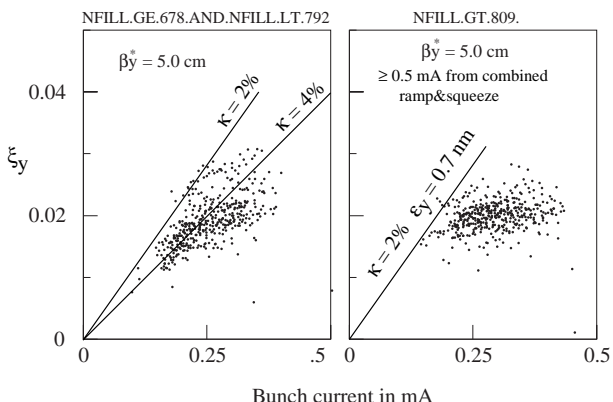 NFILL.GE.678.AND.NFILL.LT.792
β*y = 5.0 cm
κ = 2%
κ = 4%
0.04
0.02
0
ξy
0
0.25
.5
NFILL.GT.809.
β*y = 5.0 cm
≥ 0.5 mA from combined
ramp&squeeze
κ = 2% εy = 0.7 nm
0
0.25
0.5
Bunch current in mA